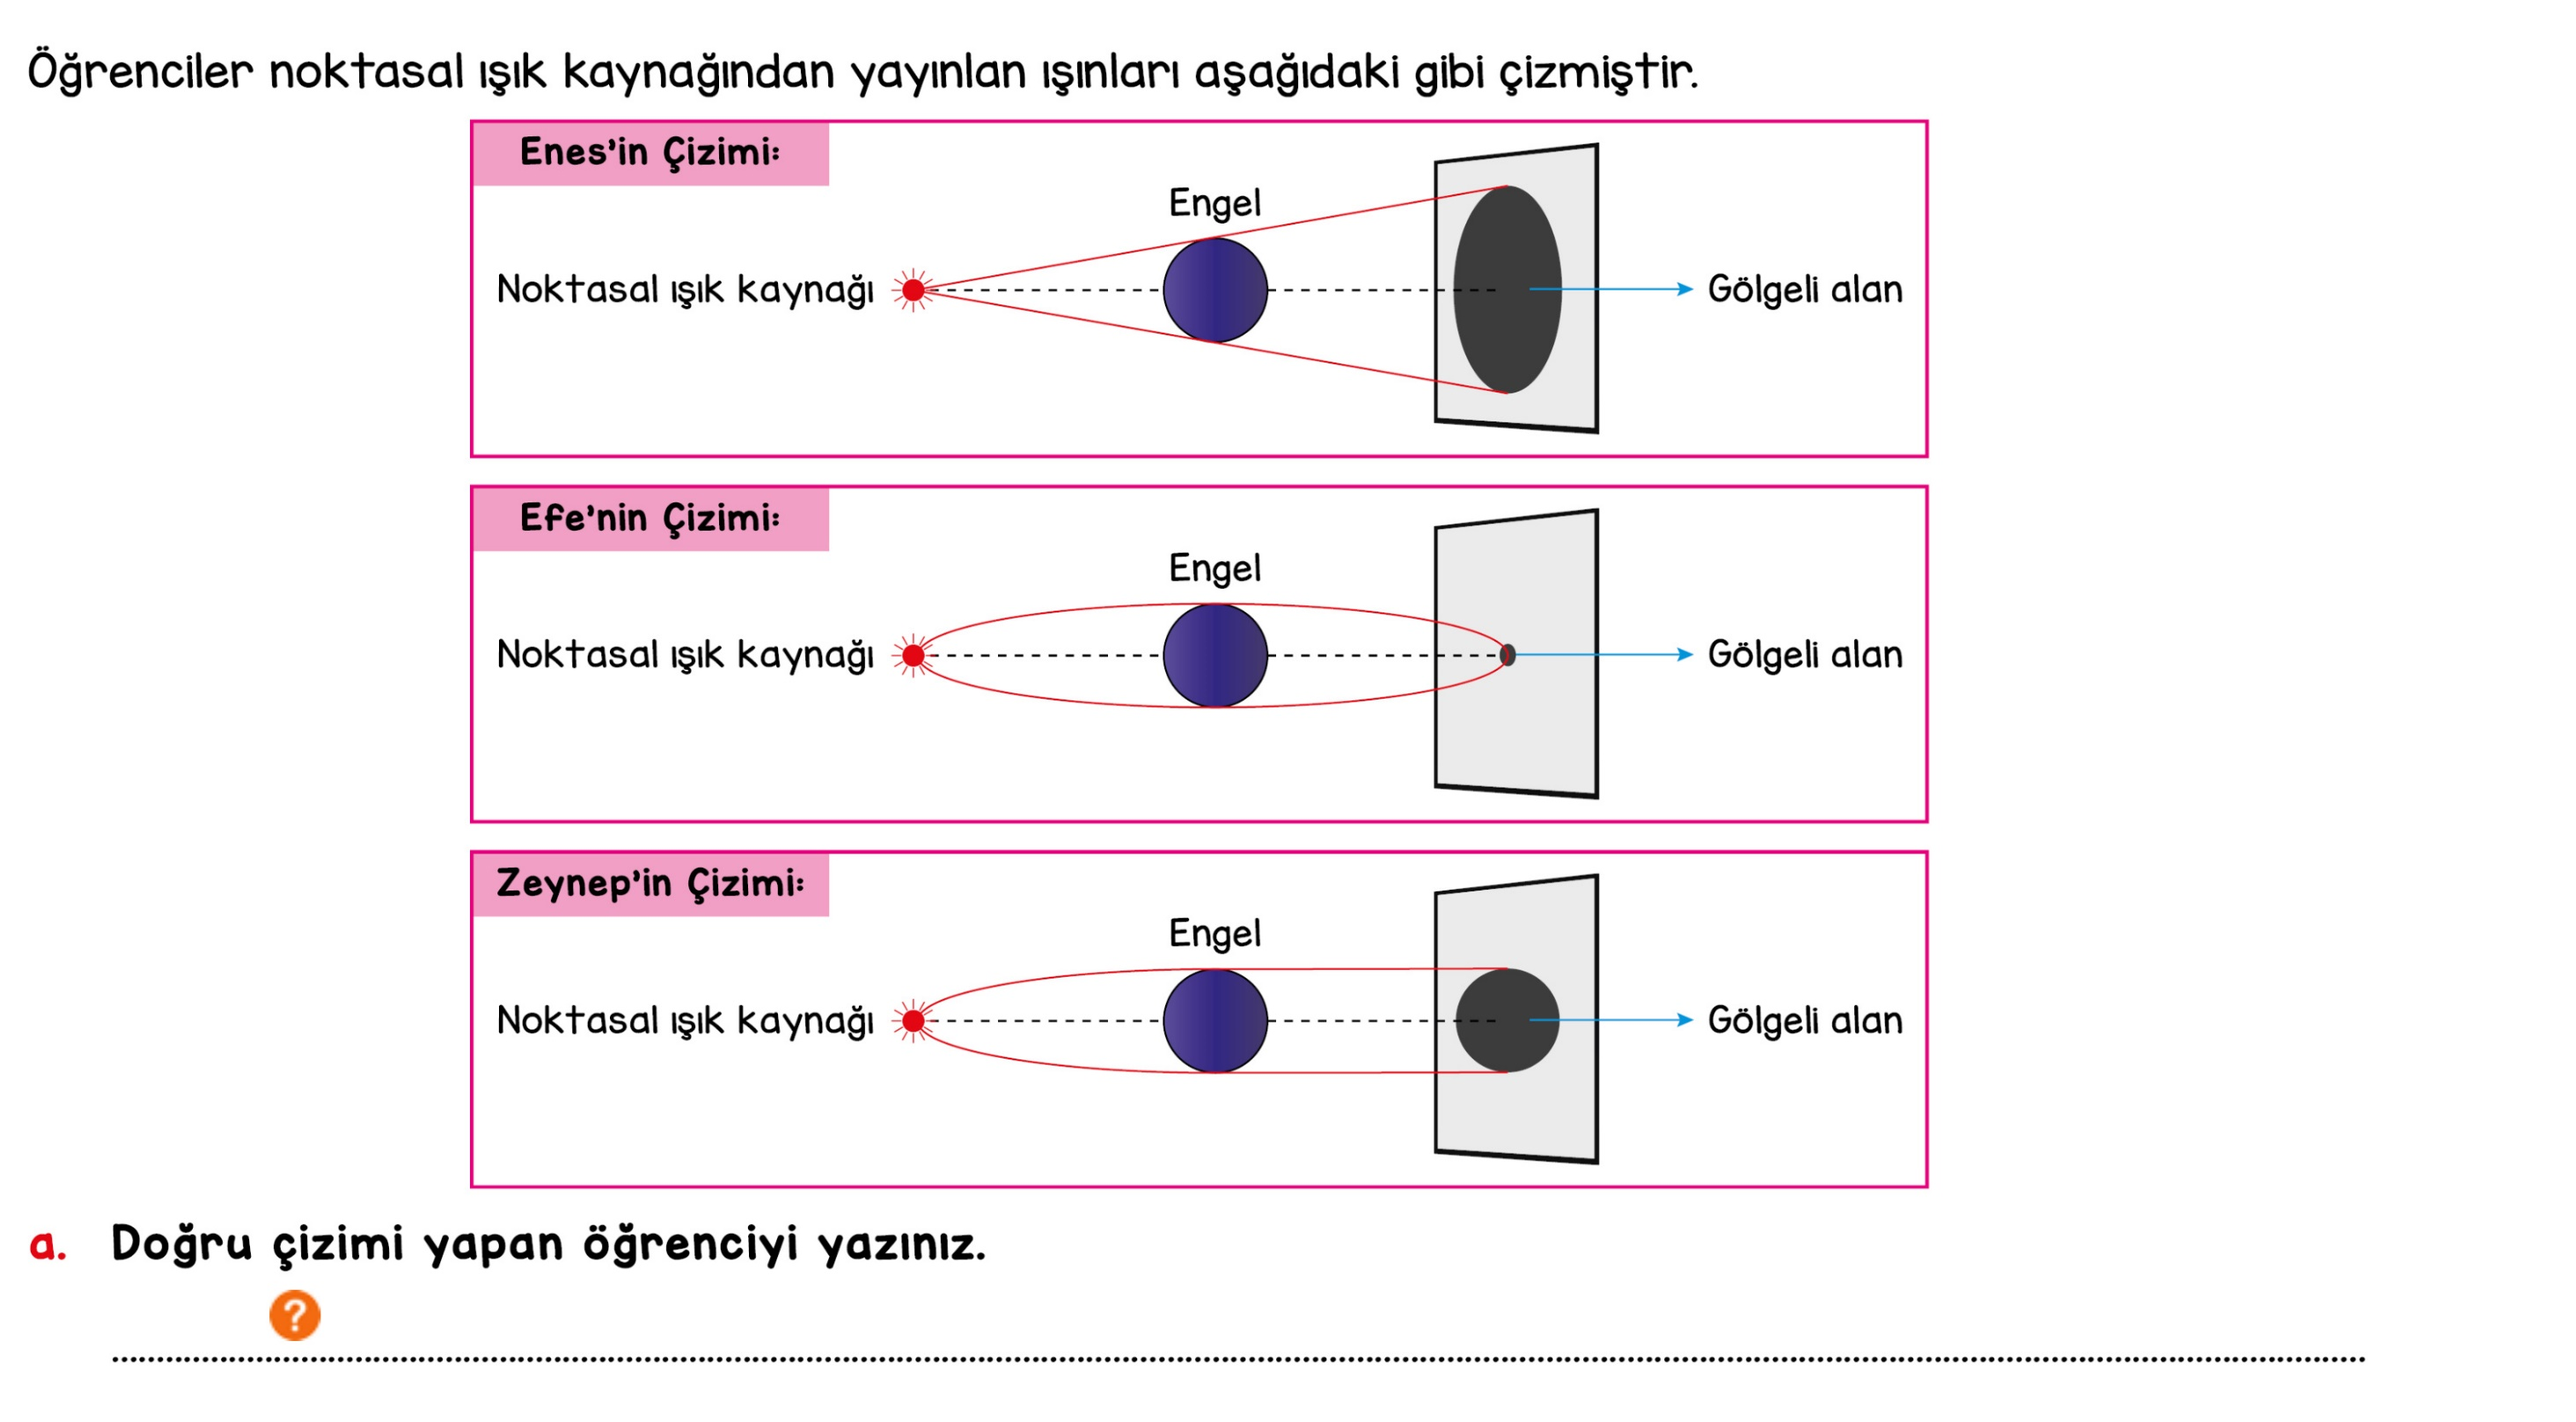 Öğrenciler noktasal ışık kaynağından yayınlan ışınları aşağıdaki gibi çizmiştir.
Enes'in Çizimi:
Engel
Noktasal ışık kaynağı
Gölgeli alan
Efe'nin Çizimi:
Engel
Noktasal ışık kaynağı
Gölgeli alan
Zeynep'in Çizimi:
Engel
Noktasal ışık kaynağı
Gölgeli alan
a. Doğru çizimi yapan öğrenciyi yazınız.
?